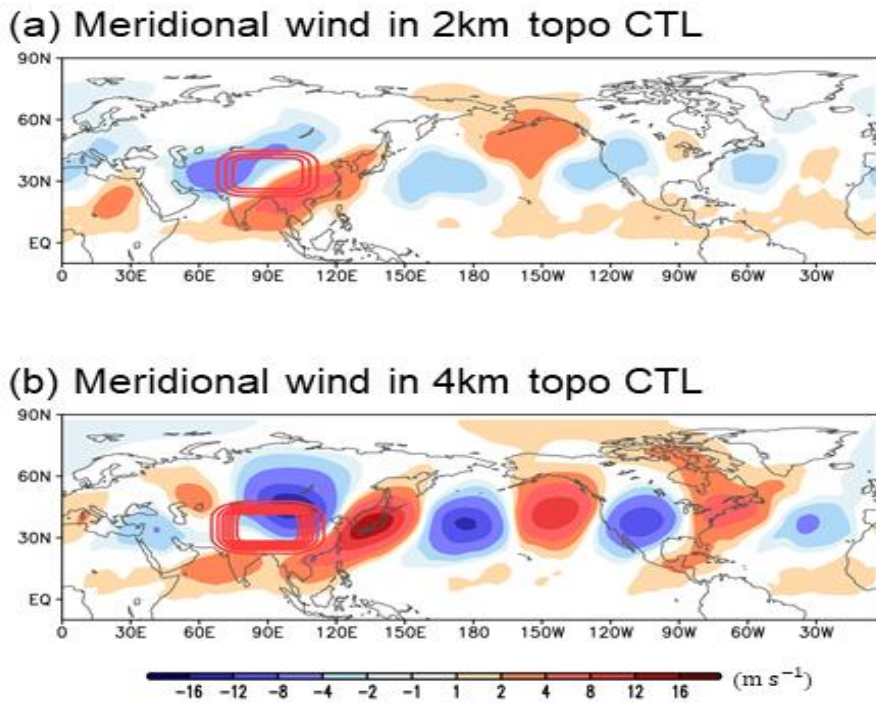 (a) Meridional wind in 2km topo CTL
90N
60N
30N
EQ
0 30E 60E 90E 120E 150E 180 150W 120W 90W 60W 30W
(b) Meridional wind in 4km topo CTL
90N
60N
30N
EQ
0 30E 60E 90E 120E 150E 180 150W 120W 90W 60W 30W
-16 -12 -8 -4 -2 -1 1 2 4 8 12 16 (m s⁻¹)